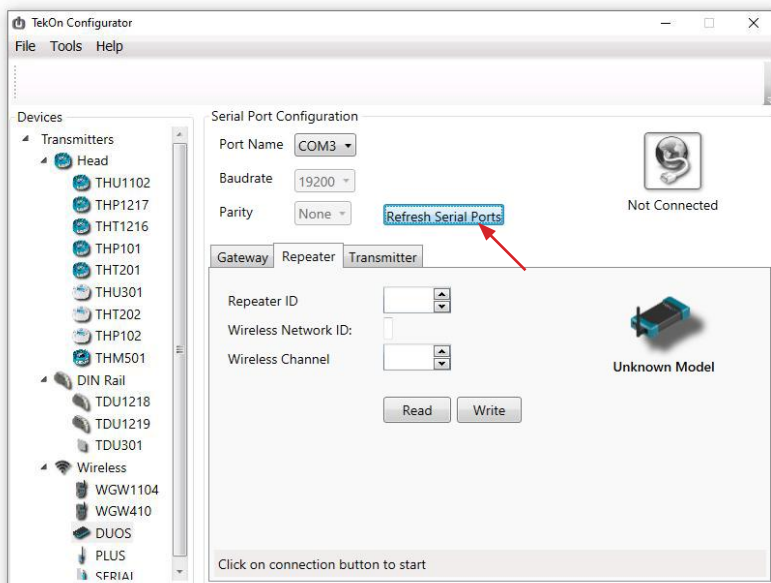 TekOn Configurator
File Tools Help
Devices
Transmitters
Head
THU1102
THP1217
THT1216
THP101
THT201
THU301
THT202
THP102
THM501
DIN Rail
TDU1218
TDU1219
TDU301
Wireless
WGW1104
WGW410
DUOS
PLUS
SERIAL
Serial Port Configuration
Port Name COM3
Baudrate 19200
Parity None Refresh Serial Ports
Not Connected
Gateway Repeater Transmitter
Repeater ID
Wireless Network ID:
Wireless Channel
Unknown Model
Read Write
Click on connection button to start